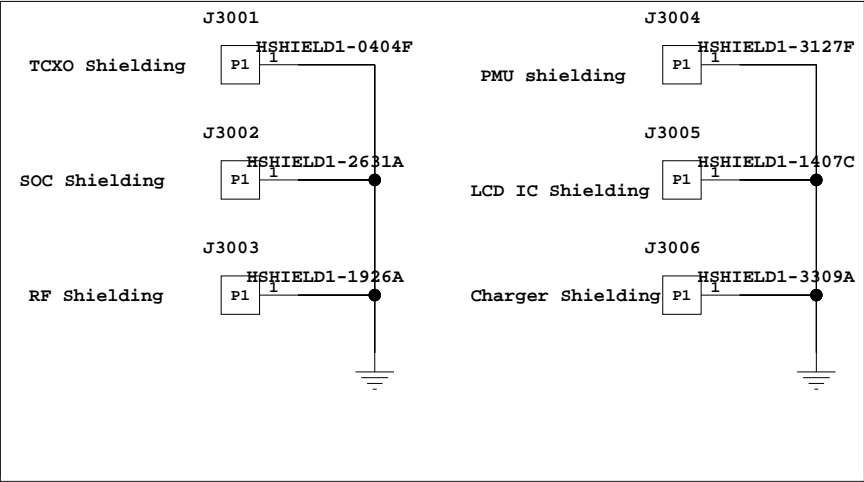 J3001
HSHIELD1-0404F
TCXO Shielding
P1
1
J3002
HSHIELD1-2631A
SOC Shielding
P1
1
J3003
HSHIELD1-1926A
RF Shielding
P1
1
J3004
HSHIELD1-3127F
PMU shielding
P1
1
J3005
HSHIELD1-1407C
LCD IC Shielding
P1
1
J3006
HSHIELD1-3309A
Charger Shielding
P1
1